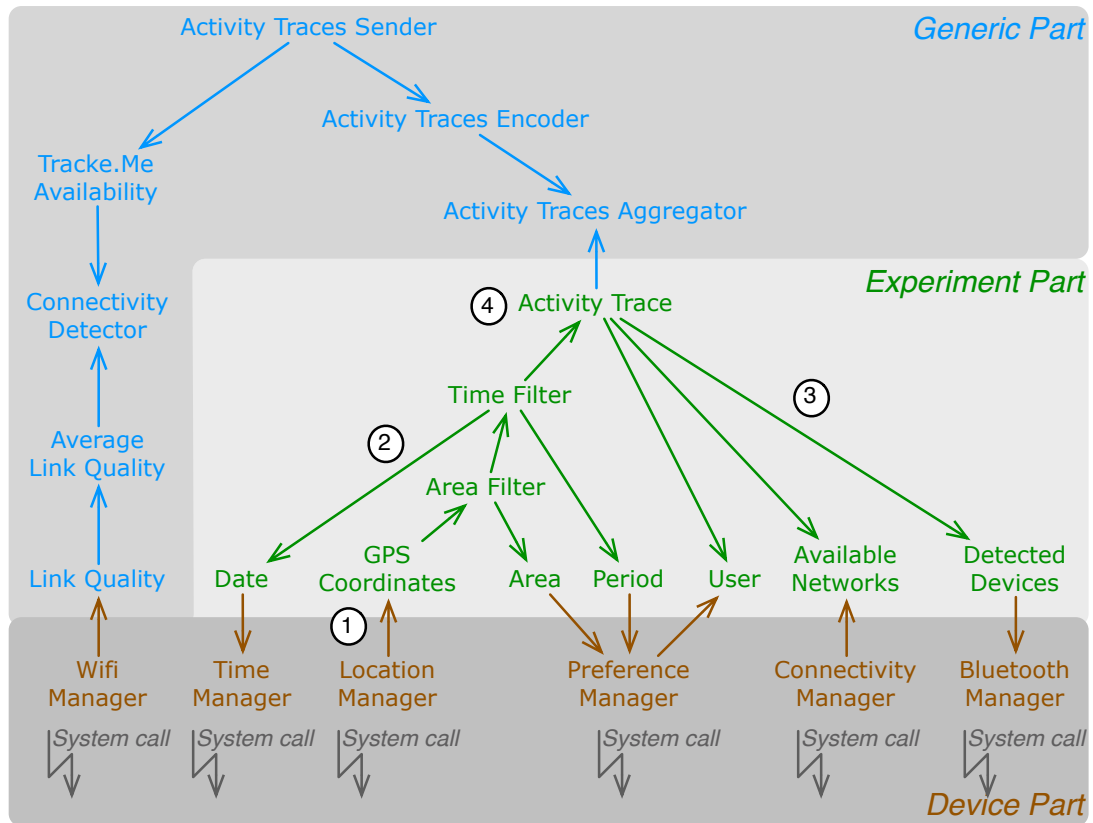 Activity Traces Sender
Generic Part
Activity Traces Encoder
Tracke.Me
Availability
Activity Traces Aggregator
Experiment Part
Connectivity
Detector
4
Activity Trace
Time Filter
3
2
Average
Link Quality
Area Filter
Link Quality
Date
GPS
Coordinates
Area
Period
User
Available
Networks
Detected
Devices
1
Wifi
Manager
Time
Manager
Location
Manager
Preference
Manager
Connectivity
Manager
Bluetooth
Manager
System call
System call
System call
System call
System call
System call
Device Part